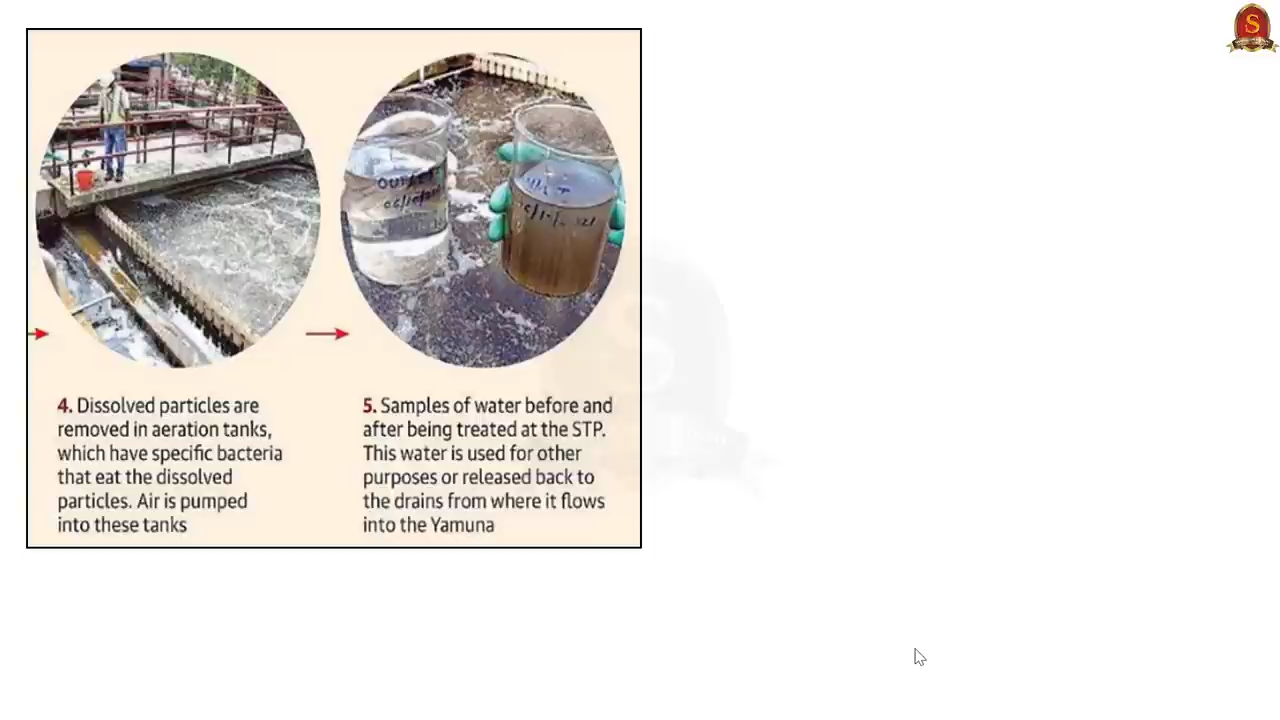 S
OUTLET
4. Dissolved particles are
removed in aeration tanks,
which have specific bacteria
that eat the dissolved
particles. Air is pumped
into these tanks
5. Samples of water before and
after being treated at the STP.
This water is used for other
purposes or released back to
the drains from where it flows
into the Yamuna